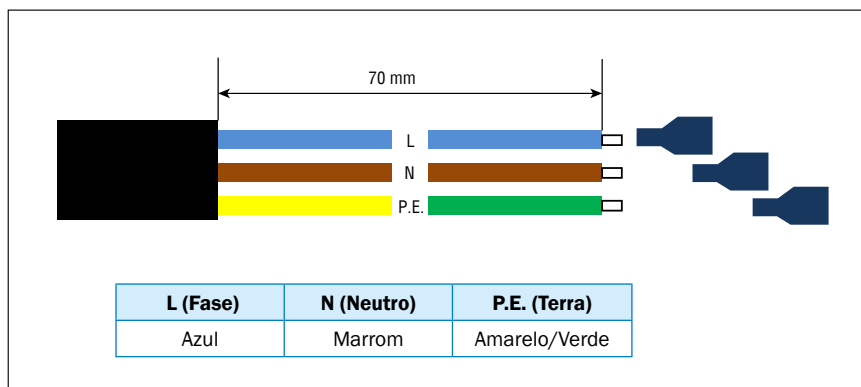 70 mm
L
N
P.E.
L (Fase) N (Neutro) P.E. (Terra)
Azul Marrom Amarelo/Verde